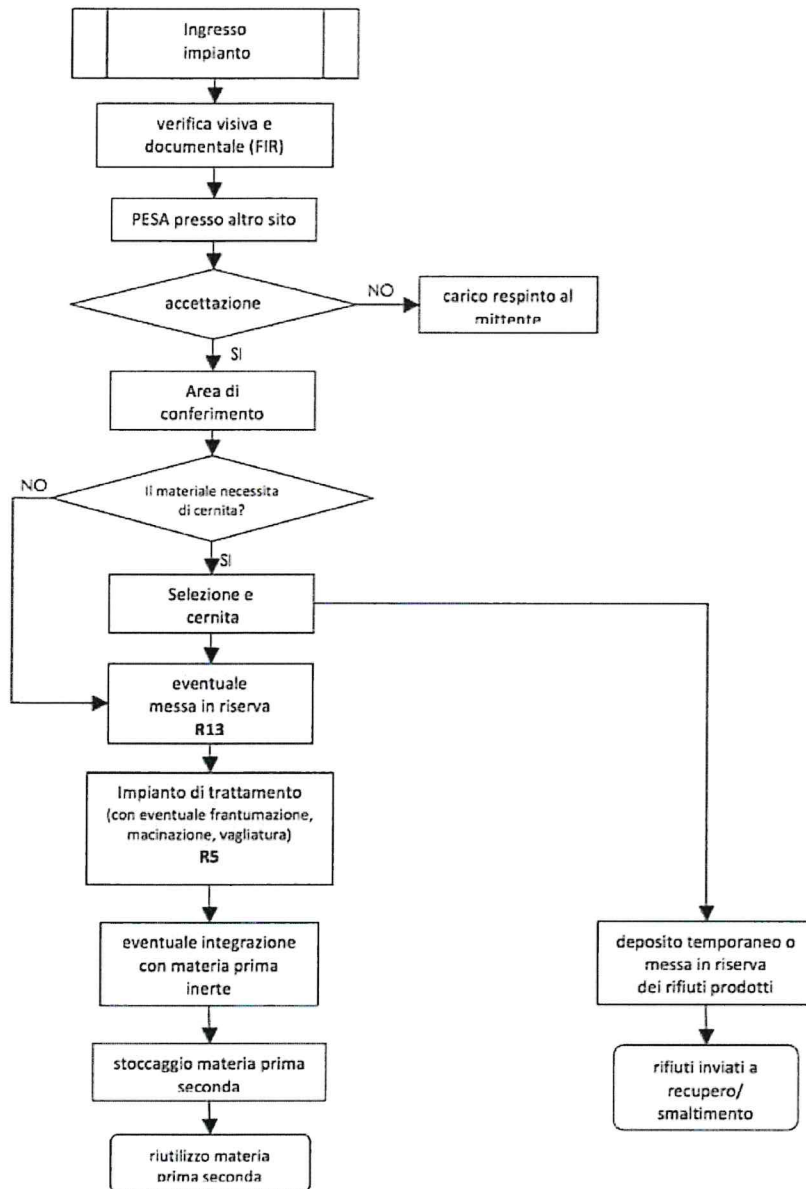 Ingresso
impianto
verifica visiva e
documentale (FIR)
PESA presso altro sito
accettazione
NO
carico respinto al
mittente
SI
Area di
conferimento
NO
Il materiale necessita
di cernita?
SI
Selezione e
cernita
eventuale
messa in riserva
R13
Impianto di trattamento
(con eventuale frantumazione,
macinazione, vagliatura)
R5
eventuale integrazione
con materia prima
inerte
deposito temporaneo o
messa in riserva
dei rifiuti prodotti
stoccaggio materia prima
seconda
rifiuti inviati a
recupero/
smaltimento
riutilizzo materia
prima seconda